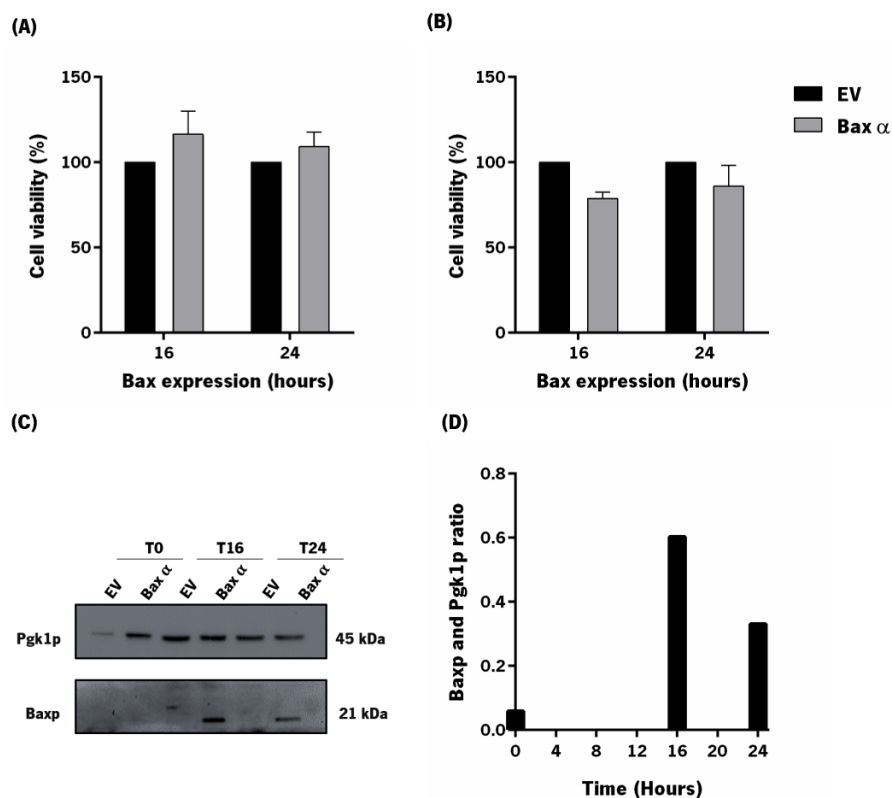 (A)
150
100
50
0
Cell viability (%)
16
24
Bax expression (hours)
(B)
150
100
50
0
Cell viability (%)
16
24
Bax expression (hours)
EV
Bax α
(C)
T0
T16
T24
EV
Bax α
EV
Bax α
EV
Bax α
Pgk1p
45 kDa
Baxp
21 kDa
(D)
0.8
0.6
0.4
0.2
0.0
Baxp and Pgk1p ratio
0 4 8 12 16 20 24
Time (Hours)